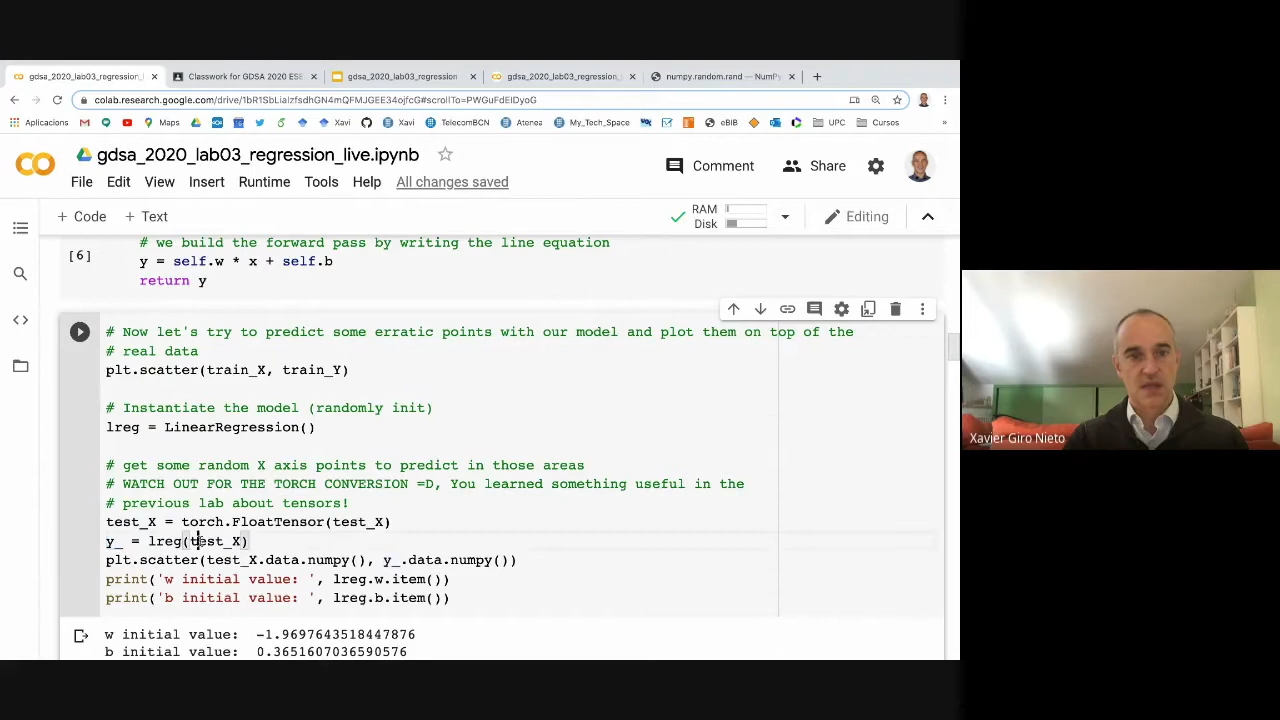 gdsa_2020_lab03_regression_l
Classwork for GDSA 2020 ESE
gdsa_2020_lab03_regression
gdsa_2020_lab03_regression_
numpy.random.rand — NumPy
colab.research.google.com/drive/1bR1SbLialzfsdhGN4mQFMJGEE34ojfcG#scrollTo=PWGuFdEIDyoG
Aplicacions
Maps
Xavi
Xavi
TelecomBCN
Atenea
My_Tech_Space
eBIB
UPC
Cursos
»
gdsa_2020_lab03_regression_live.ipynb
Comment
Share
File Edit View Insert Runtime Tools Help All changes saved
+ Code + Text
RAM
Disk
Editing
# we build the forward pass by writing the line equation
[6]
y = self.w * x + self.b
return y
# Now let's try to predict some erratic points with our model and plot them on top of the
# real data
plt.scatter(train_X, train_Y)
# Instantiate the model (randomly init)
lreg = LinearRegression()
# get some random X axis points to predict in those areas
# WATCH OUT FOR THE TORCH CONVERSION =D, You learned something useful in the
# previous lab about tensors!
test_X = torch.FloatTensor(test_X)
y_ = lreg(test_X)
plt.scatter(test_X.data.numpy(), y_.data.numpy())
print('w initial value: ', lreg.w.item())
print('b initial value: ', lreg.b.item())
w initial value:  -1.9697643518447876
b initial value:  0.3651607036590576
Xavier Giro Nieto